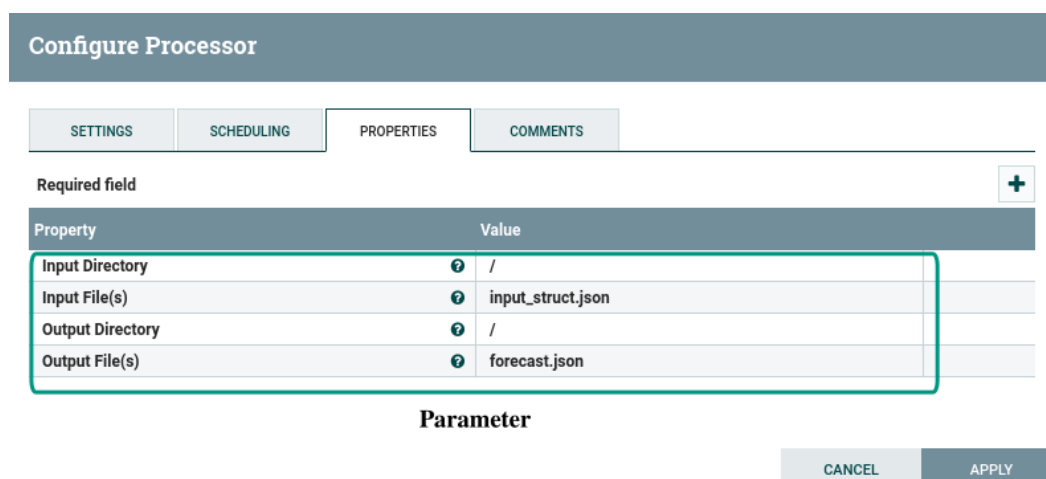 Configure Processor
SETTINGS SCHEDULING PROPERTIES COMMENTS
Required field
Property Value
Input Directory /
Input File(s) input_struct.json
Output Directory /
Output File(s) forecast.json
Parameter
CANCEL APPLY